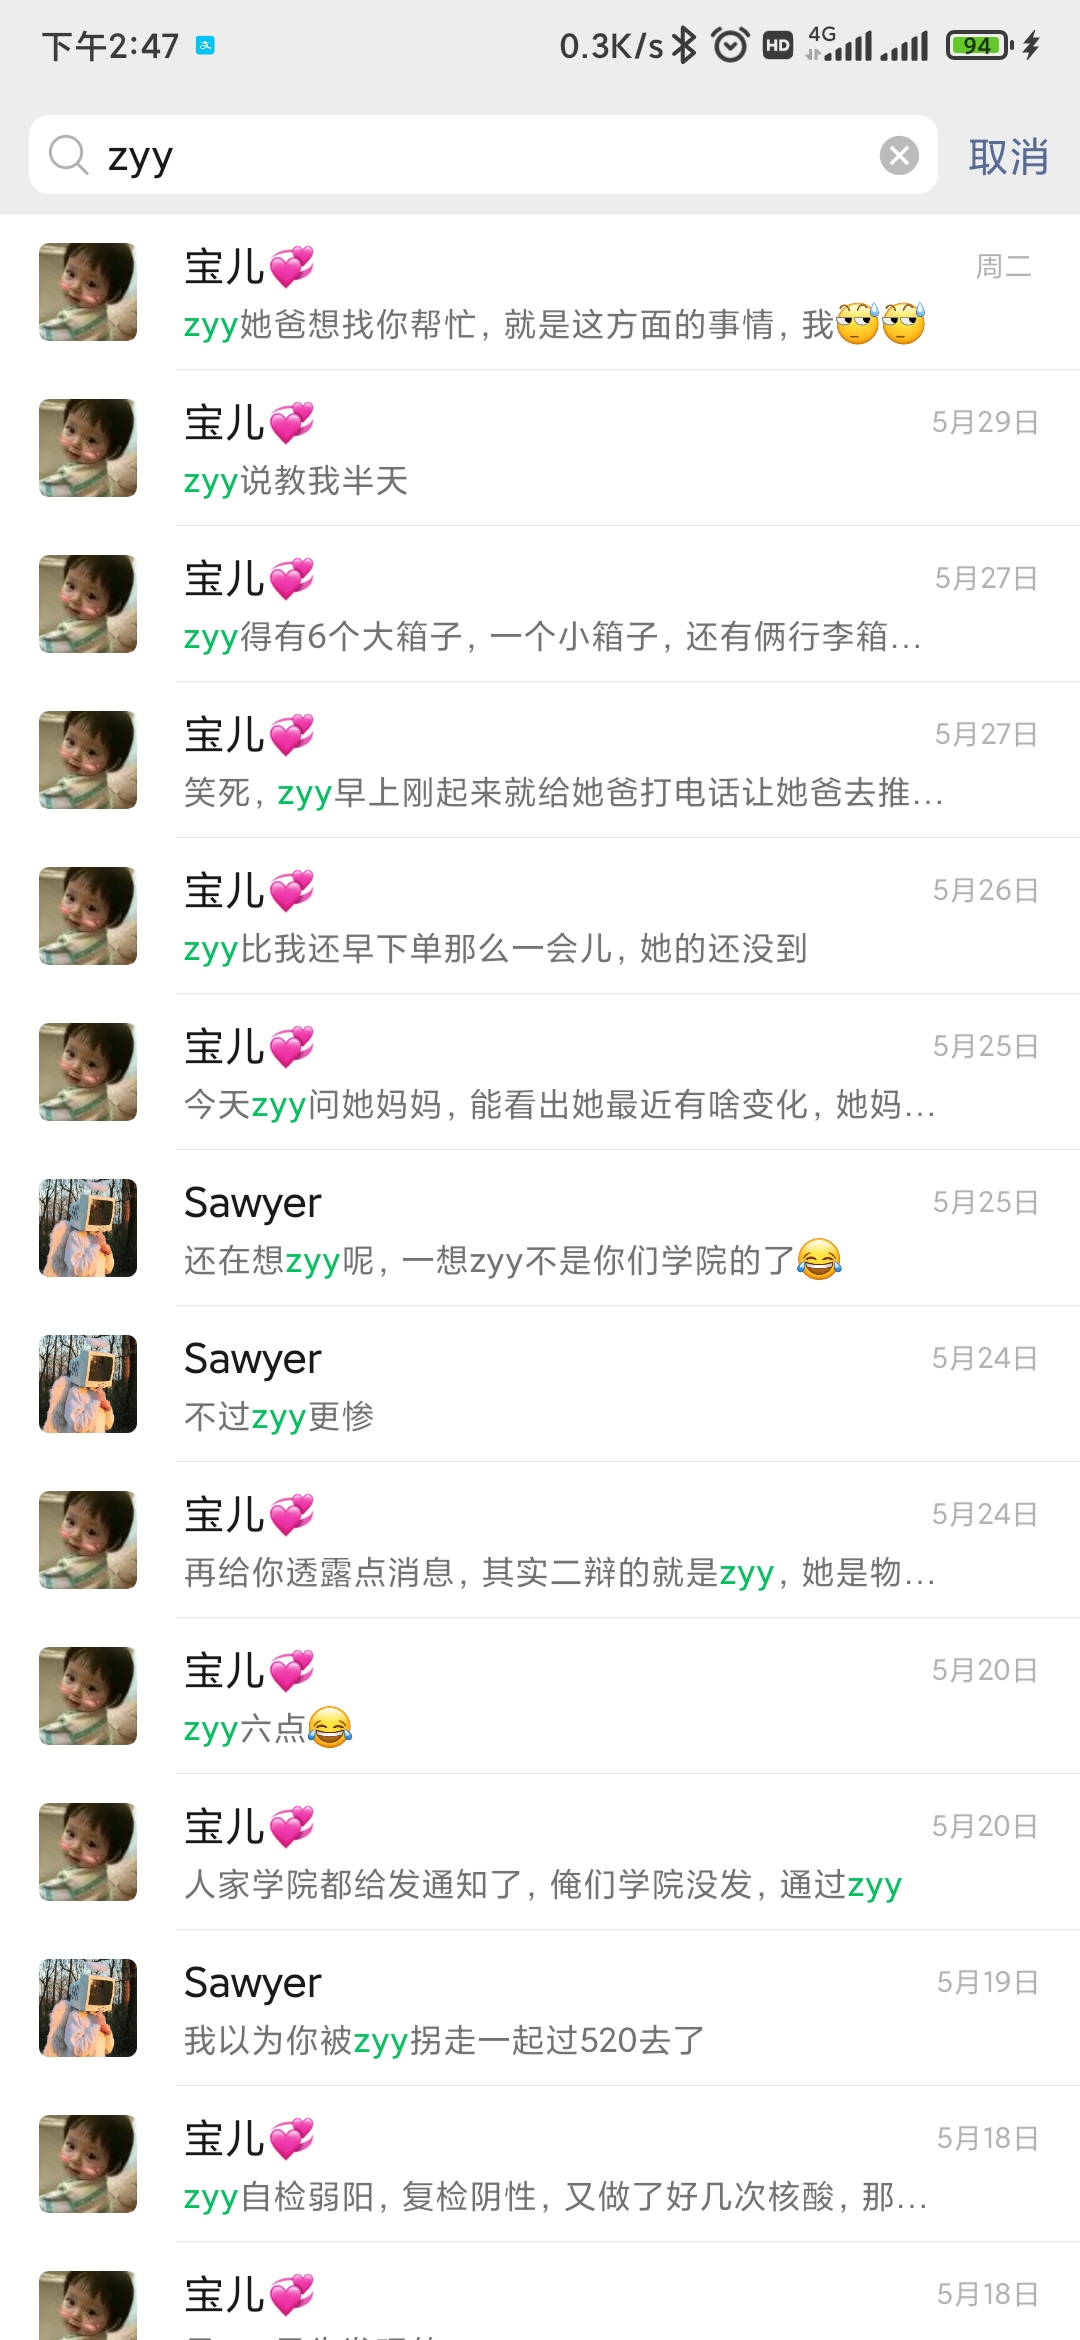 下午2:47
0.3K/s
HD
4G
94
zyy
取消
宝儿💞
周二
zyy她爸想找你帮忙，就是这方面的事情，我😓😓
宝儿💞
5月29日
zyy说教我半天
宝儿💞
5月27日
zyy得有6个大箱子，一个小箱子，还有俩行李箱...
宝儿💞
5月27日
笑死，zyy早上刚起来就给她爸打电话让她爸去推...
宝儿💞
5月26日
zyy比我还早下单那么一会儿，她的还没到
宝儿💞
5月25日
今天zyy问她妈妈，能看出她最近有啥变化，她妈...
Sawyer
5月25日
还在想zyy呢，一想zyy不是你们学院的了😂
Sawyer
5月24日
不过zyy更惨
宝儿💞
5月24日
再给你透露点消息，其实二辩的就是zyy，她是物...
宝儿💞
5月20日
zyy六点😂
宝儿💞
5月20日
人家学院都给发通知了，俺们学院没发，通过zyy
Sawyer
5月19日
我以为你被zyy拐走一起过520去了
宝儿💞
5月18日
zyy自检弱阳，复检阴性，又做了好几次核酸，那...
宝儿💞
5月18日